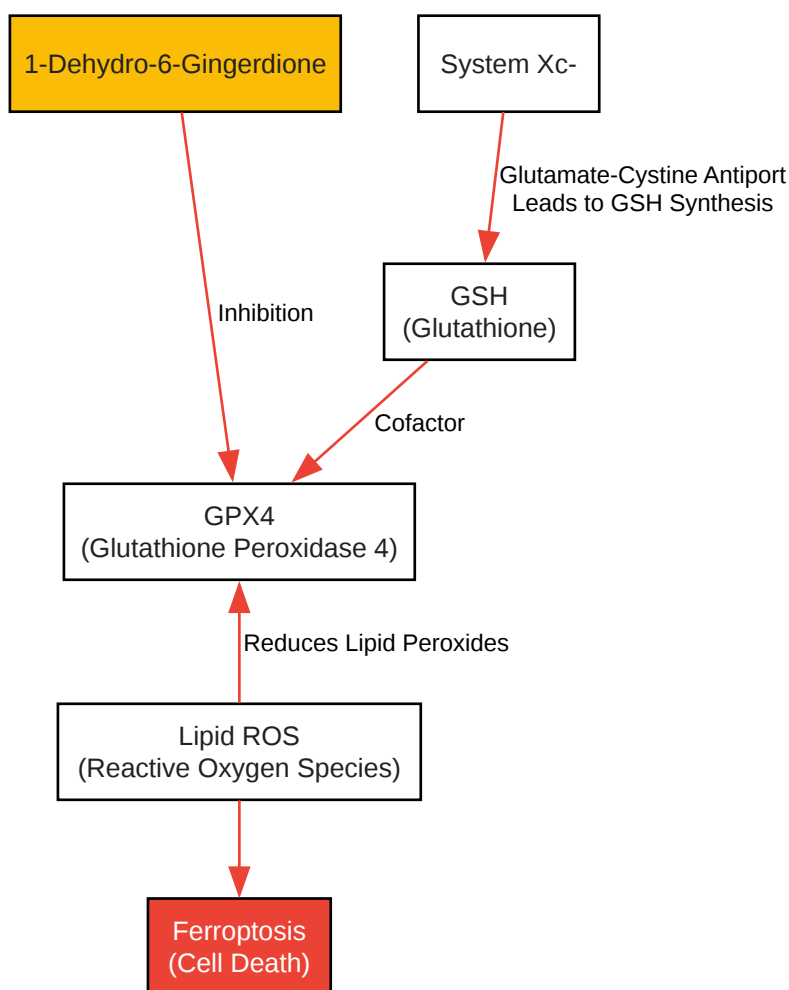 1-Dehydro-6-Gingerdione
System Xc-
Glutamate-Cystine Antiport
Leads to GSH Synthesis
GSH
(Glutathione)
Inhibition
Cofactor
GPX4
(Glutathione Peroxidase 4)
Reduces Lipid Peroxides
Lipid ROS
(Reactive Oxygen Species)
Ferroptosis
(Cell Death)